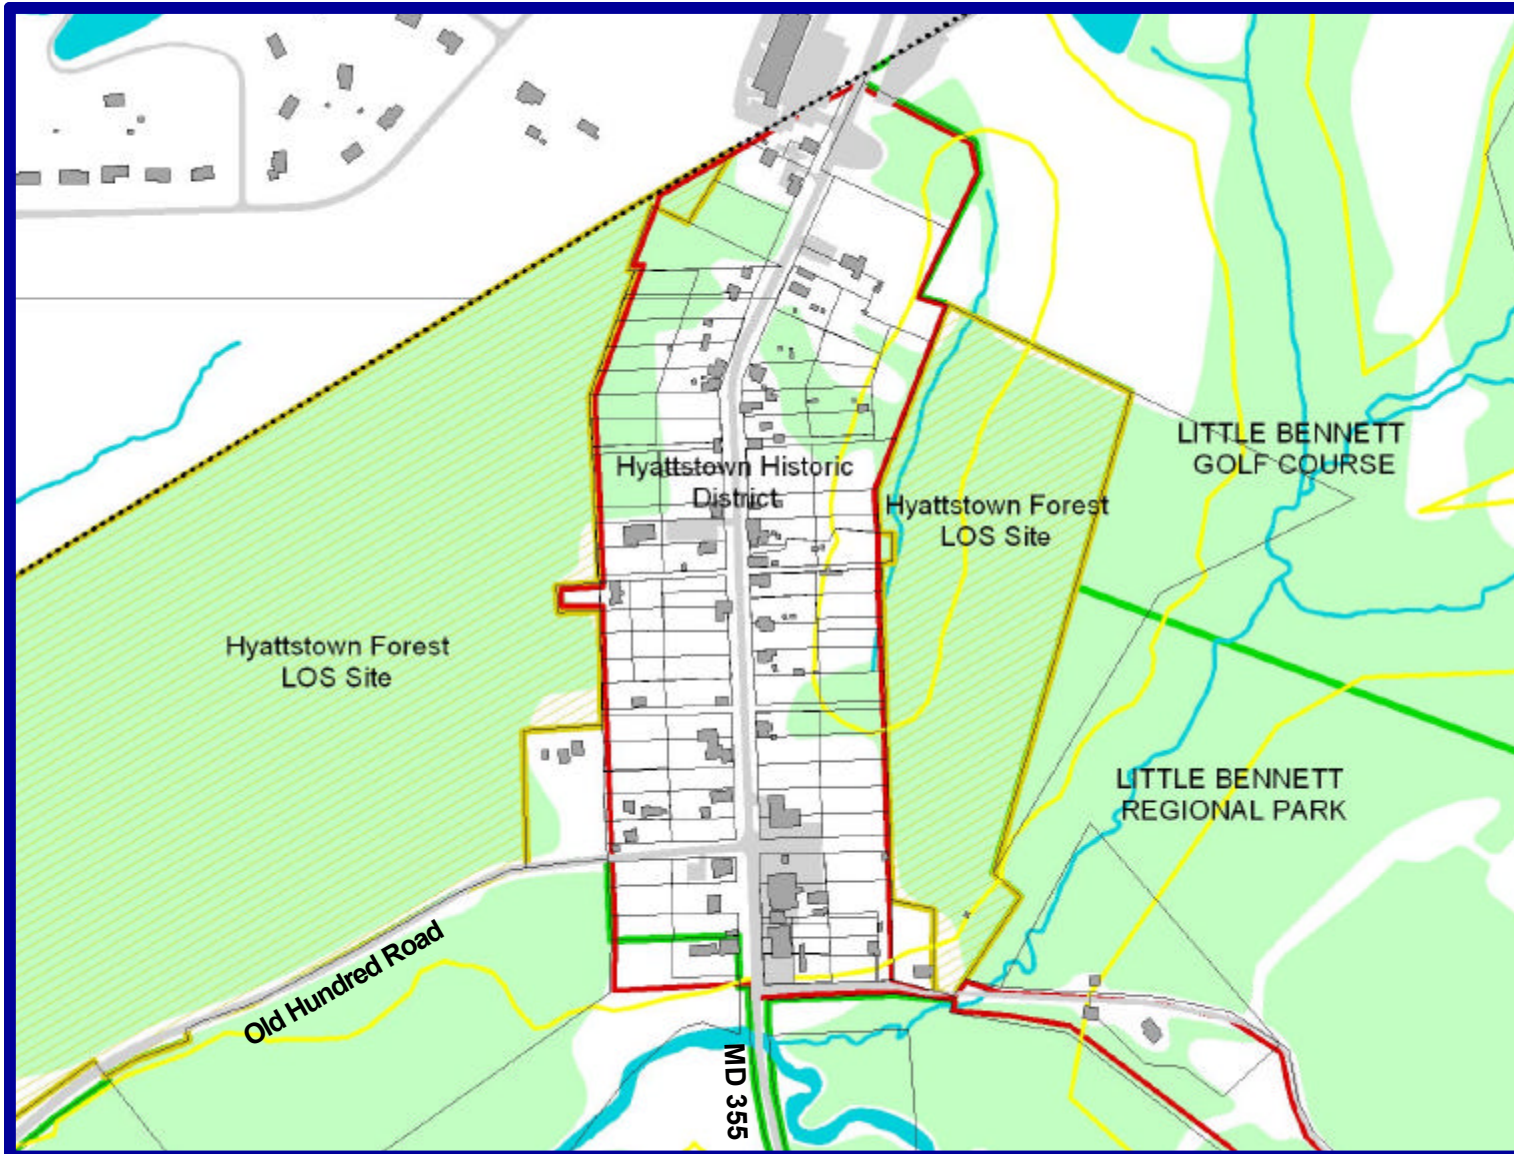 LITTLE BENNETT
GOLF COURSE
Hyattstown Historic
District
Hyattstown Forest
LOS Site
Hyattstown Forest
LOS Site
LITTLE BENNETT
REGIONAL PARK
Old Hundred Road
MD 355